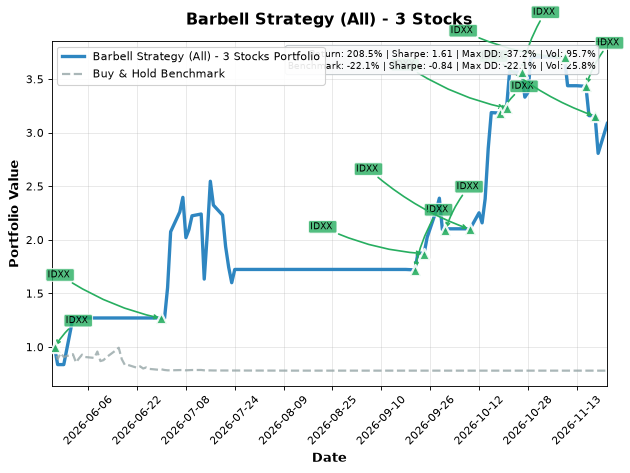 Barbell Strategy (All) - 3 Stocks
IDXX
IDXX
IDXX
Barbell Strategy (All) - 3 Stocks Portfolio
Buy & Hold Benchmark
208.5% | Sharpe: 1.61 | Max DD: -37.2% | Vol: 95.7%
-22.1% | Sharpe: -0.84 | Max DD: -22.1% | Vol: 25.8%
IDXX
IDXX
IDXX
IDXX
IDXX
IDXX
IDXX
Portfolio Value
3.5
3.0
2.5
2.0
1.5
1.0
2026-06-06
2026-06-22
2026-07-08
2026-07-24
2026-08-09
2026-08-25
2026-09-10
2026-09-26
2026-10-12
2026-10-28
2026-11-13
Date